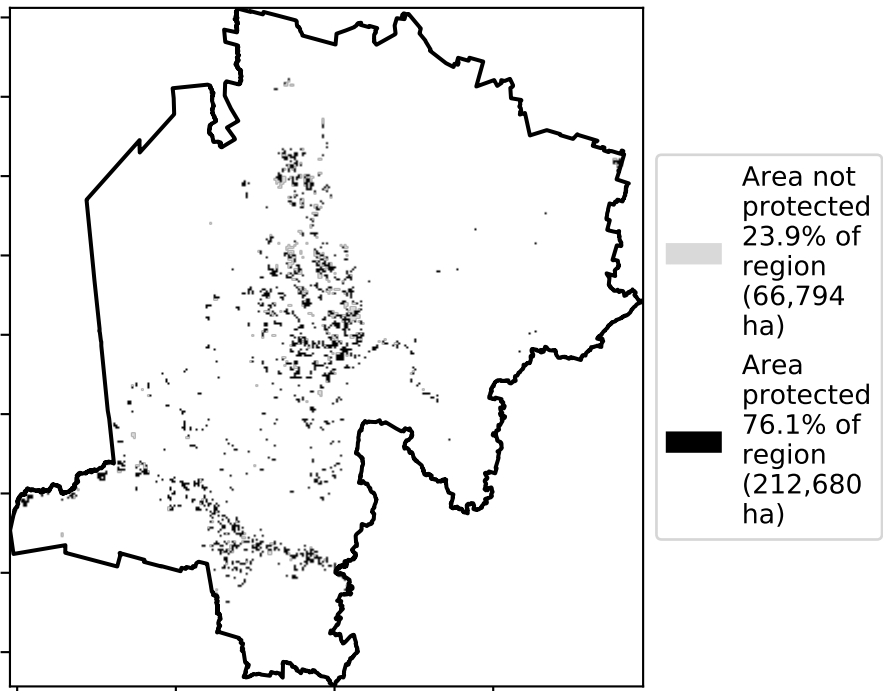 Area not
protected
23.9% of
region
(66,794
ha)
Area
protected
76.1% of
region
(212,680
ha)